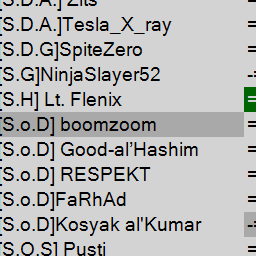 [S.D.A.] Zits
[S.D.A.]Tesla_X_ray
[S.D.G]SpiteZero
[S.G]NinjaSlayer52
[S.H] Lt. Flenix
[S.o.D] boomzoom
[S.o.D] Good-al'Hashim
[S.o.D] RESPEKT
[S.o.D]FaRhAd
[S.o.D]Kosyak al'Kumar
[S.O.S] Pusti